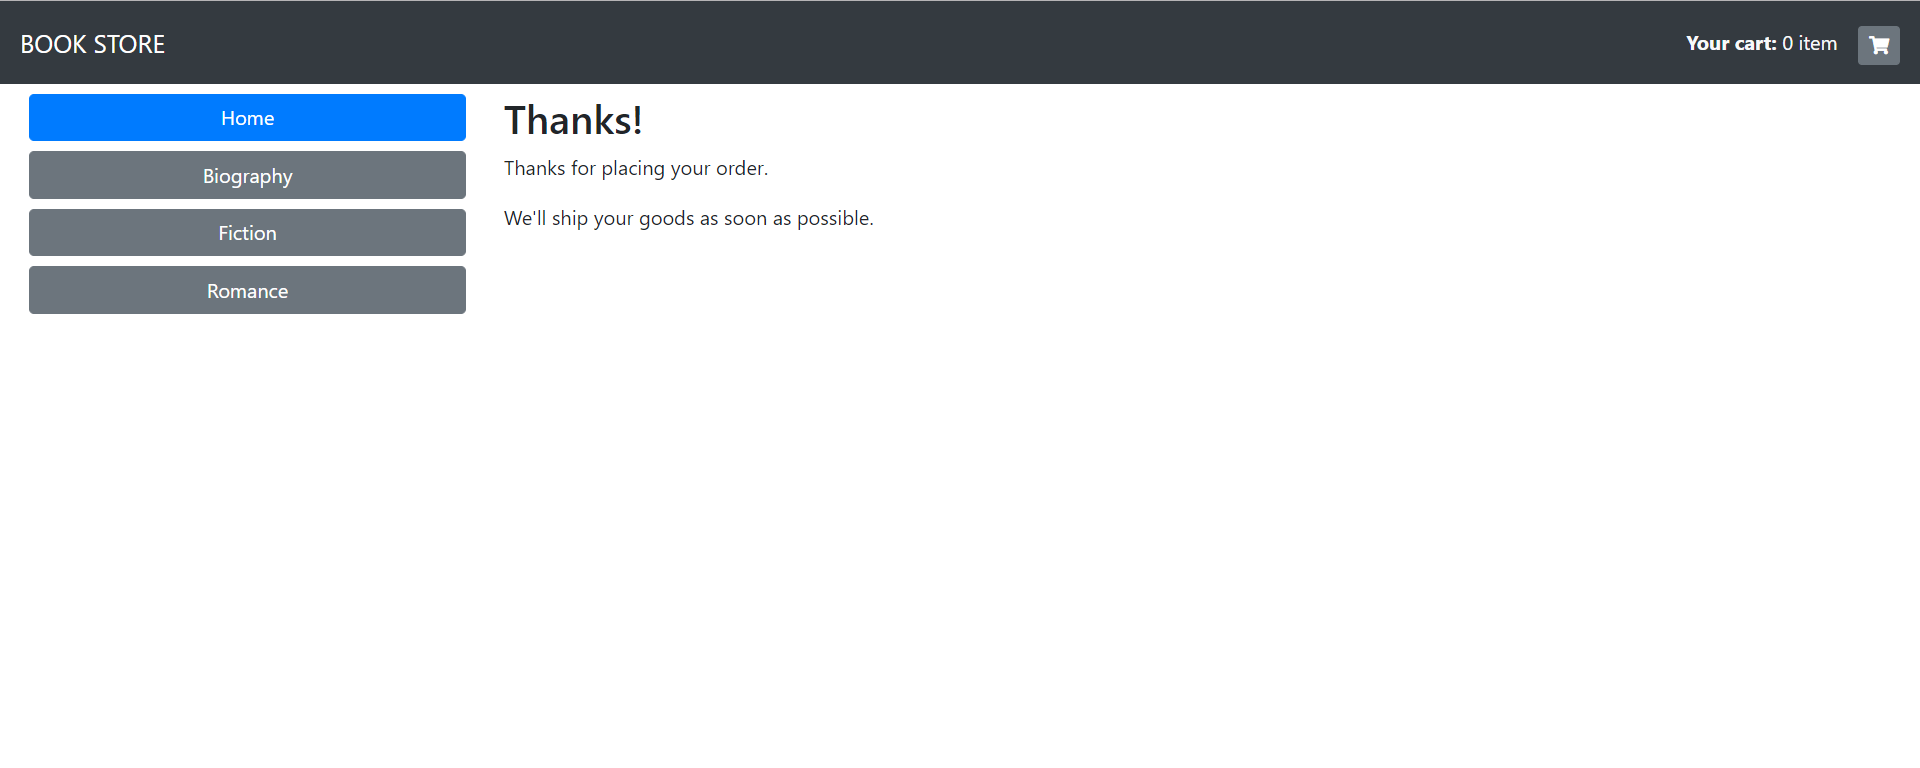 BOOK STORE
Your cart: 0 item
Home
Biography
Fiction
Romance
Thanks!
Thanks for placing your order.
We'll ship your goods as soon as possible.